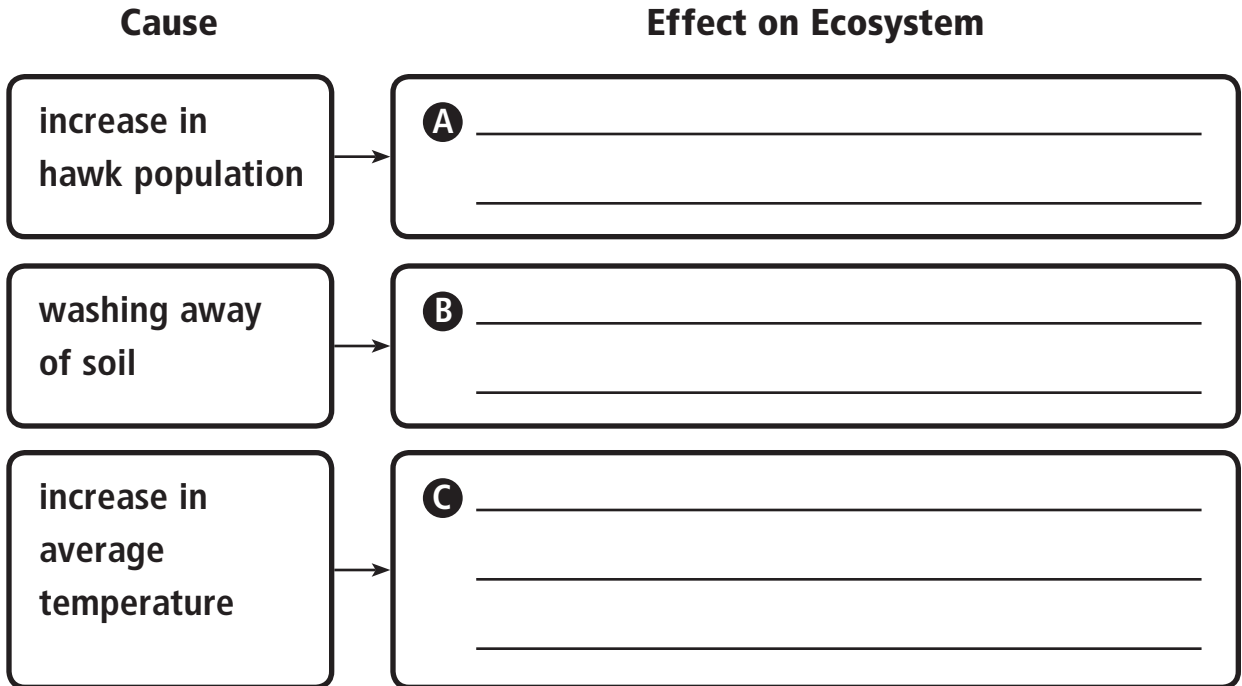 Cause
Effect on Ecosystem
increase in
hawk population
A
washing away
of soil
B
increase in
average
temperature
C